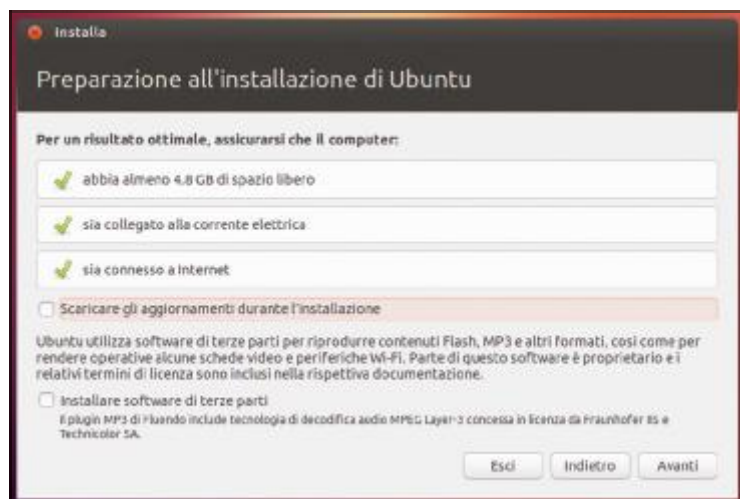 Installa
Preparazione all'installazione di Ubuntu
Per un risultato ottimale, assicurarsi che il computer:
abbia almeno 4.8 GB di spazio libero
sia collegato alla corrente elettrica
sia connesso a Internet
Scaricare gli aggiornamenti durante l'installazione
Ubuntu utilizza software di terze parti per riprodurre contenuti Flash, MP3 e altri formati, così come per
rendere operative alcune schede video e periferiche Wi-Fi. Parte di questo software è proprietario e i
relativi termini di licenza sono inclusi nella rispettiva documentazione.
Installare software di terze parti
Il plugin MP3 di Fluendo include tecnologia di decodifica audio MPEG Layer-3 concessa in licenza da Fraunhofer IIS e
Technicolor SA.
Esci
Indietro
Avanti